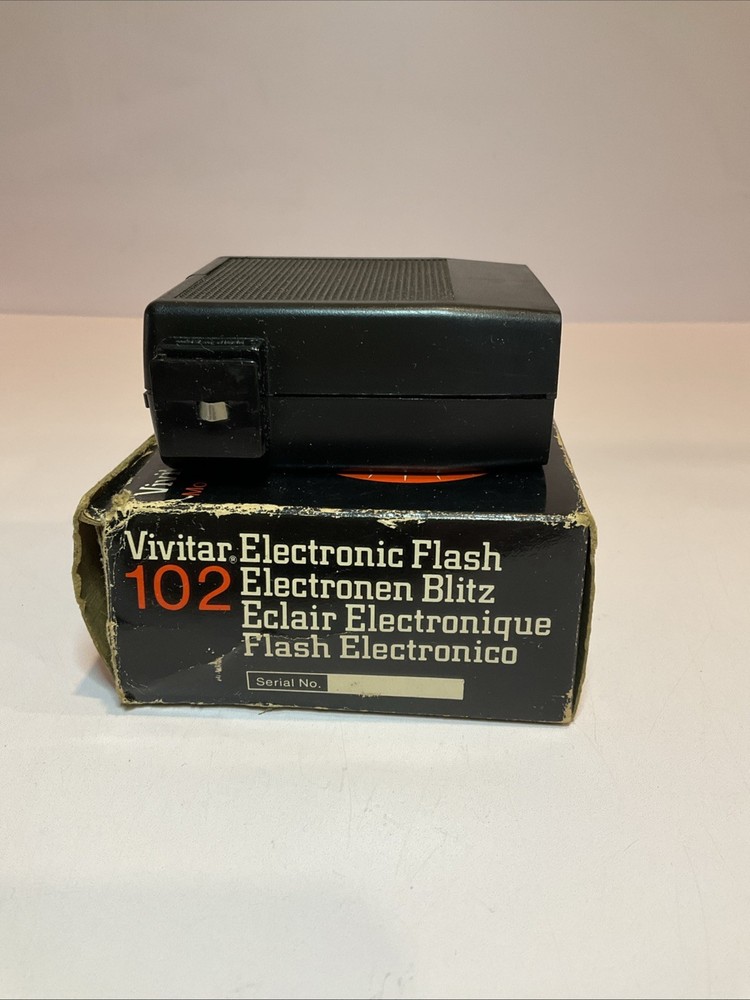 Vivitar® Electronic Flash
102 Electronen Blitz
Eclair Electronique
Flash Electronico
Serial No.